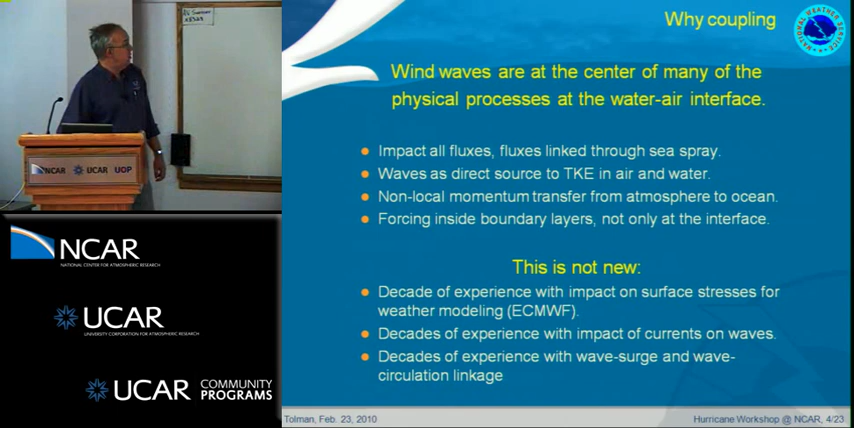 Why coupling
NATIONAL WEATHER SERVICE
Wind waves are at the center of many of the
physical processes at the water-air interface.
Impact all fluxes, fluxes linked through sea spray.
Waves as direct source to TKE in air and water.
Non-local momentum transfer from atmosphere to ocean.
Forcing inside boundary layers, not only at the interface.
This is not new:
Decade of experience with impact on surface stresses for
weather modeling (ECMWF).
Decades of experience with impact of currents on waves.
Decades of experience with wave-surge and wave-
circulation linkage
Tolman, Feb. 23, 2010
Hurricane Workshop @ NCAR, 4/23
NCAR UCAR UOP
NCAR
NATIONAL CENTER FOR ATMOSPHERIC RESEARCH
UCAR
UNIVERSITY CORPORATION FOR ATMOSPHERIC RESEARCH
UCAR COMMUNITY
PROGRAMS